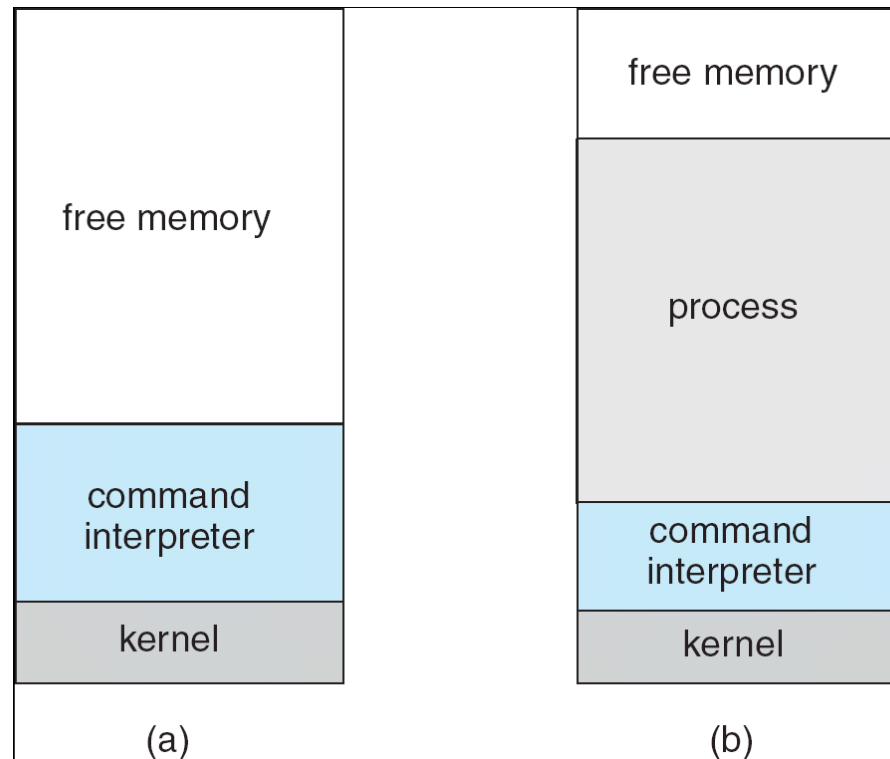 free memory
command
interpreter
kernel
(a)
free memory
process
command
interpreter
kernel
(b)